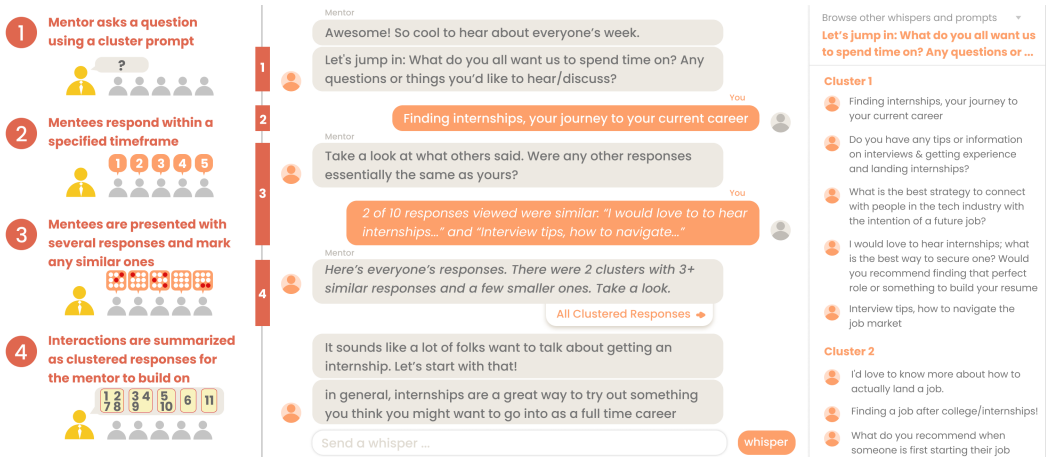 1
Mentor asks a question
using a cluster prompt
?
2
Mentees respond within a
specified timeframe
1 2 3 4 5
3
Mentees are presented with
several responses and mark
any similar ones
4
Interactions are summarized
as clustered responses for
the mentor to build on
1 2 3 4 5 6 11
7 8 9 10
Mentor
Awesome! So cool to hear about everyone's week.
1
Let's jump in: What do you all want us to spend time on? Any
questions or things you'd like to hear/discuss?
You
2
Finding internships, your journey to your current career
Mentor
Take a look at what others said. Were any other responses
essentially the same as yours?
3
You
2 of 10 responses viewed were similar: "I would love to to hear
internships..." and "Interview tips, how to navigate..."
Mentor
4
Here's everyone's responses. There were 2 clusters with 3+
similar responses and a few smaller ones. Take a look.
All Clustered Responses
It sounds like a lot of folks want to talk about getting an
internship. Let's start with that!
in general, internships are a great way to try out something
you think you might want to go into as a full time career
Send a whisper ...
whisper
Browse other whispers and prompts
Let's jump in: What do you all want us
to spend time on? Any questions or ...
Cluster 1
Finding internships, your journey to
your current career
Do you have any tips or information
on interviews & getting experience
and landing internships?
What is the best strategy to connect
with people in the tech industry with
the intention of a future job?
I would love to hear internships; what
is the best way to secure one? Would
you recommend finding that perfect
role or something to build your resume
Interview tips, how to navigate the
job market
Cluster 2
I'd love to know more about how to
actually land a job.
Finding a job after college/internships!
What do you recommend when
someone is first starting their job